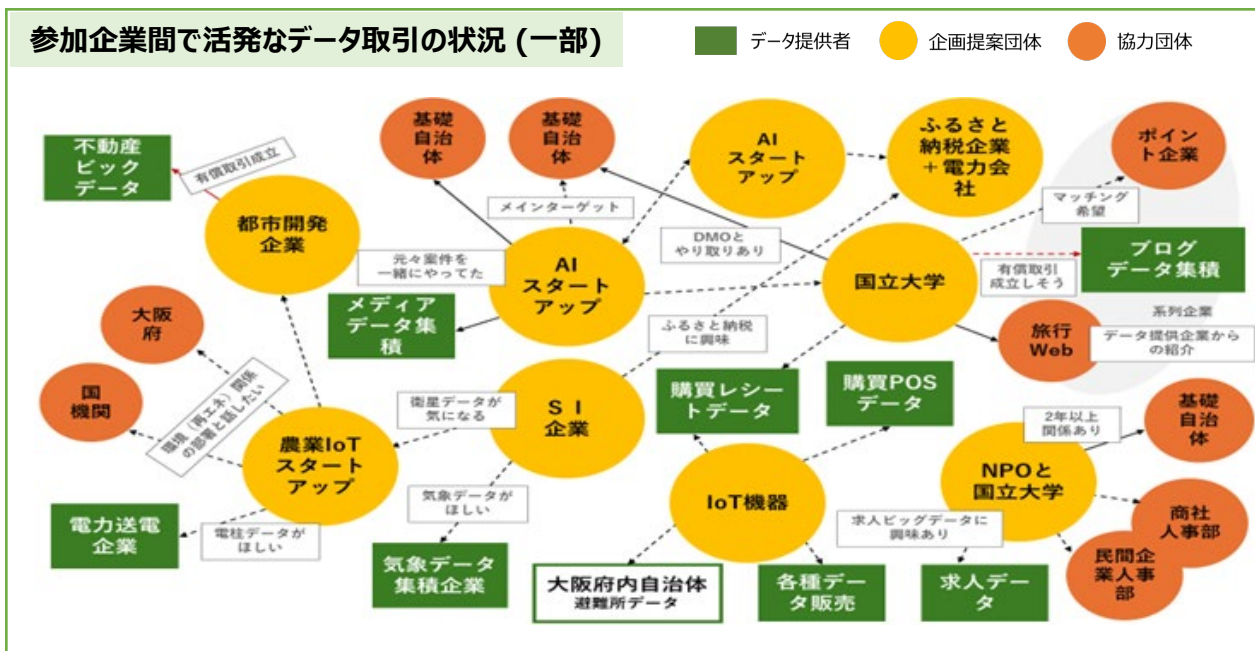 参加企業間で活発なデータ取引の状況 (一部)
データ提供者
企画提案団体
協力団体
不動産
ビック
データ
有償取引成立
都市開発
企業
基礎
自治
体
基礎
自治
体
メインターゲット
元々案件を
一緒にやってた
AI
スタート
アップ
メディア
データ集
積
AI
スタート
アップ
DMOと
やり取りあり
ふるさと
納税企業
＋電力会
社
ポイン
ト企業
マッチング
希望
国立大学
有償取引
成立しそう
ブログ
データ集積
系列企業
データ提供企業から
の紹介
旅行
Web
ふるさと納税
に興味
大阪
府
国
機関
環境（再エネ）関係
の部署と話したい
農業IoT
スタート
アップ
衛星データが
気になる
ＳＩ
企業
購買レシー
トデータ
購買POS
データ
2年以上
関係あり
基礎
自治
体
NPOと
国立大学
電力送電
企業
電柱データが
ほしい
気象データが
ほしい
気象データ
集積企業
IoT機器
求人ビッグデータに
興味あり
大阪府内自治体
避難所データ
各種デー
タ販売
求人デー
タ
商社
人事部
民間企
業人事
部